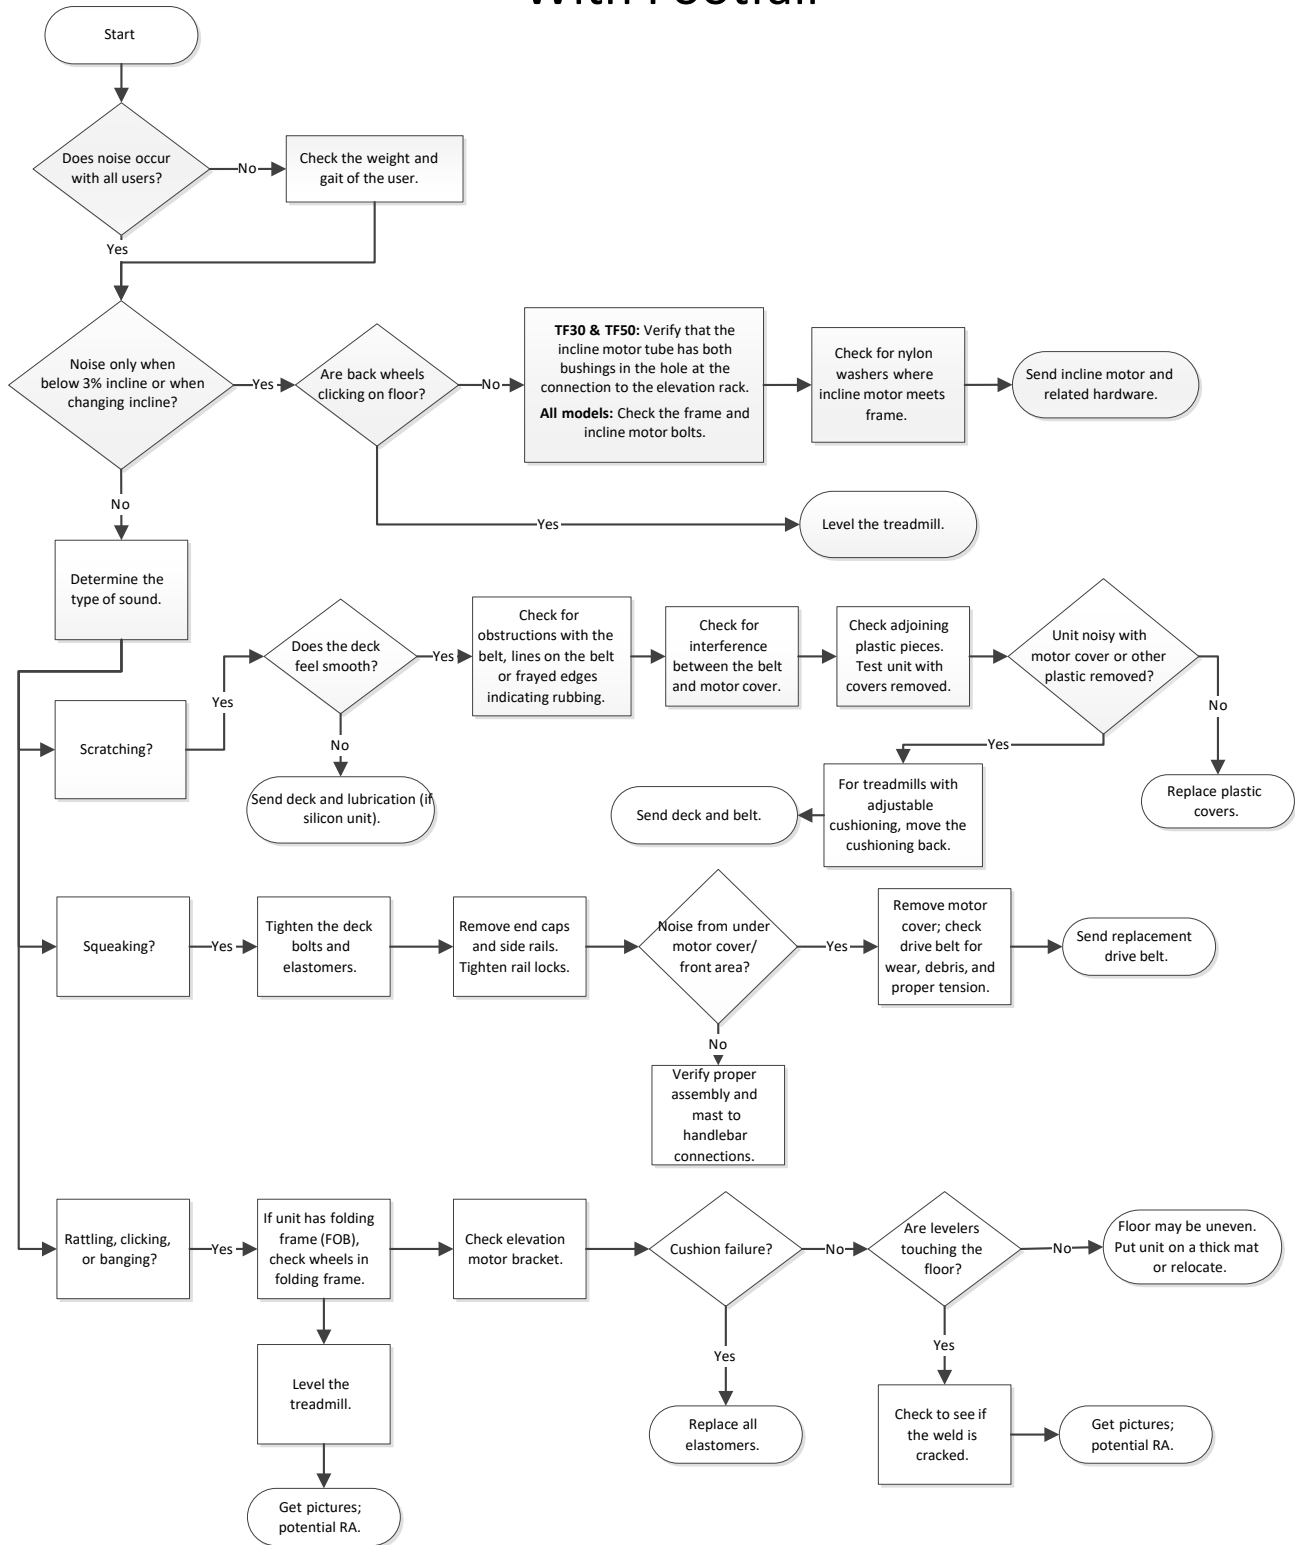 With Footfall
Start
Does noise occur
with all users?
No
Check the weight and
gait of the user.
Yes
Noise only when
below 3% incline or when
changing incline?
Yes
Are back wheels
clicking on floor?
No
TF30 & TF50: Verify that the
incline motor tube has both
bushings in the hole at the
connection to the elevation rack.
All models: Check the frame and
incline motor bolts.
Check for nylon
washers where
incline motor meets
frame.
Send incline motor and
related hardware.
No
Yes
Level the treadmill.
Determine the
type of sound.
Scratching?
Yes
Does the deck
feel smooth?
Yes
Check for
obstructions with the
belt, lines on the belt
or frayed edges
indicating rubbing.
Check for
interference
between the belt
and motor cover.
Check adjoining
plastic pieces.
Test unit with
covers removed.
Unit noisy with
motor cover or other
plastic removed?
No
No
Yes
Send deck and lubrication (if
silicon unit).
Send deck and belt.
For treadmills with
adjustable
cushioning, move the
cushioning back.
Replace plastic
covers.
Squeaking?
Yes
Tighten the deck
bolts and
elastomers.
Remove end caps
and side rails.
Tighten rail locks.
Noise from under
motor cover/
front area?
Yes
Remove motor
cover; check
drive belt for
wear, debris, and
proper tension.
Send replacement
drive belt.
No
Verify proper
assembly and
mast to
handlebar
connections.
Rattling, clicking,
or banging?
Yes
If unit has folding
frame (FOB),
check wheels in
folding frame.
Check elevation
motor bracket.
Cushion failure?
No
Are levelers
touching the
floor?
No
Floor may be uneven.
Put unit on a thick mat
or relocate.
Yes
Yes
Level the
treadmill.
Replace all
elastomers.
Check to see if
the weld is
cracked.
Get pictures;
potential RA.
Get pictures;
potential RA.